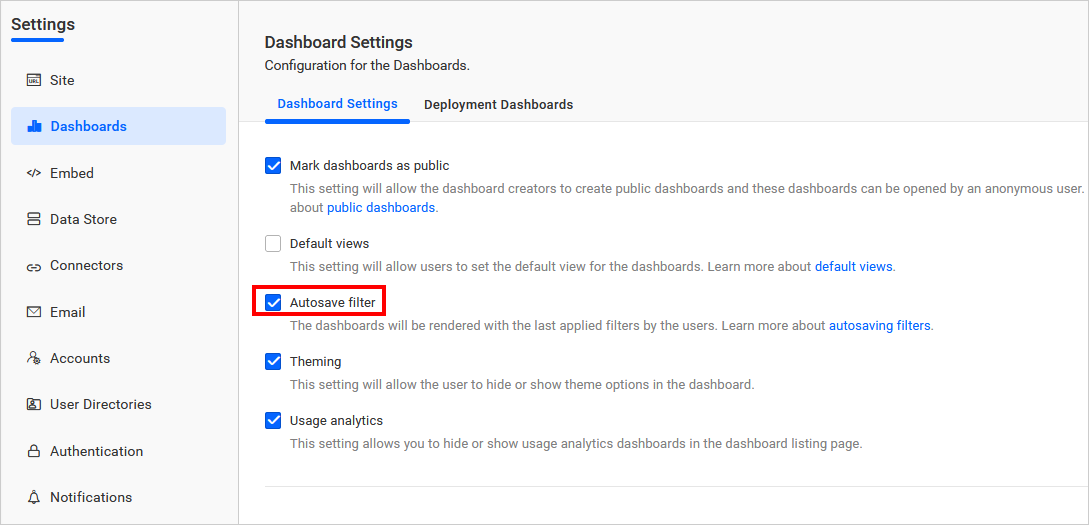 Settings
URL
Site
Dashboards
Embed
Data Store
Connectors
Email
Accounts
User Directories
Authentication
Notifications
Dashboard Settings
Configuration for the Dashboards.
Dashboard Settings
Deployment Dashboards
Mark dashboards as public
This setting will allow the dashboard creators to create public dashboards and these dashboards can be opened by an anonymous user.
about public dashboards.
Default views
This setting will allow users to set the default view for the dashboards. Learn more about default views.
Autosave filter
The dashboards will be rendered with the last applied filters by the users. Learn more about autosaving filters.
Theming
This setting will allow the user to hide or show theme options in the dashboard.
Usage analytics
This setting allows you to hide or show usage analytics dashboards in the dashboard listing page.